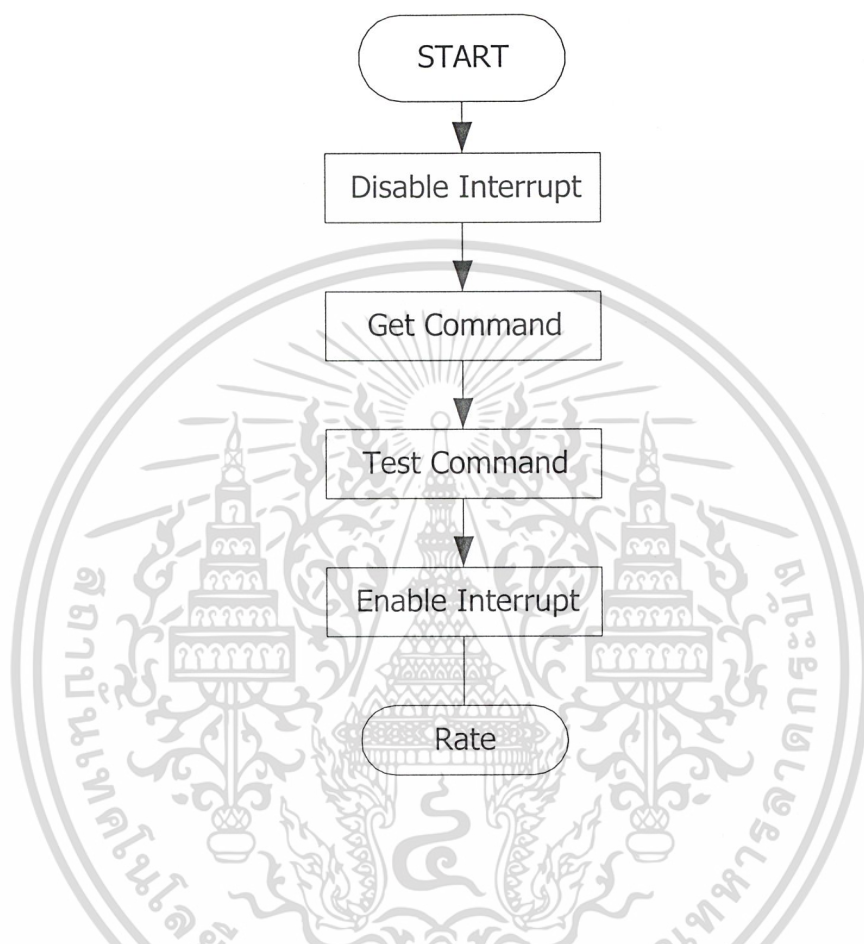 START
Disable Interrupt
Get Command
Test Command
Enable Interrupt
Rate